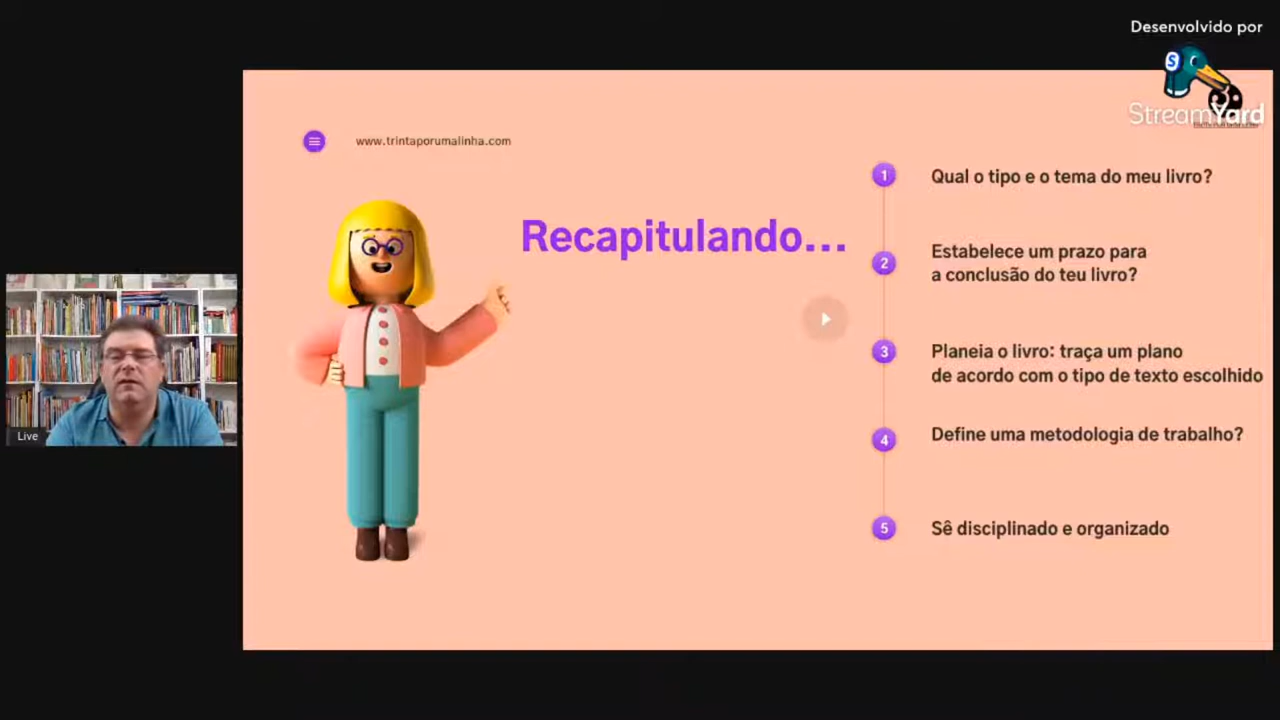 Desenvolvido por
StreamYard
www.trintaporumalinha.com
Recapitulando...
1 Qual o tipo e o tema do meu livro?
2 Estabelece um prazo para
a conclusão do teu livro?
3 Planeia o livro: traça um plano
de acordo com o tipo de texto escolhido
4 Define uma metodologia de trabalho?
5 Sê disciplinado e organizado
Live